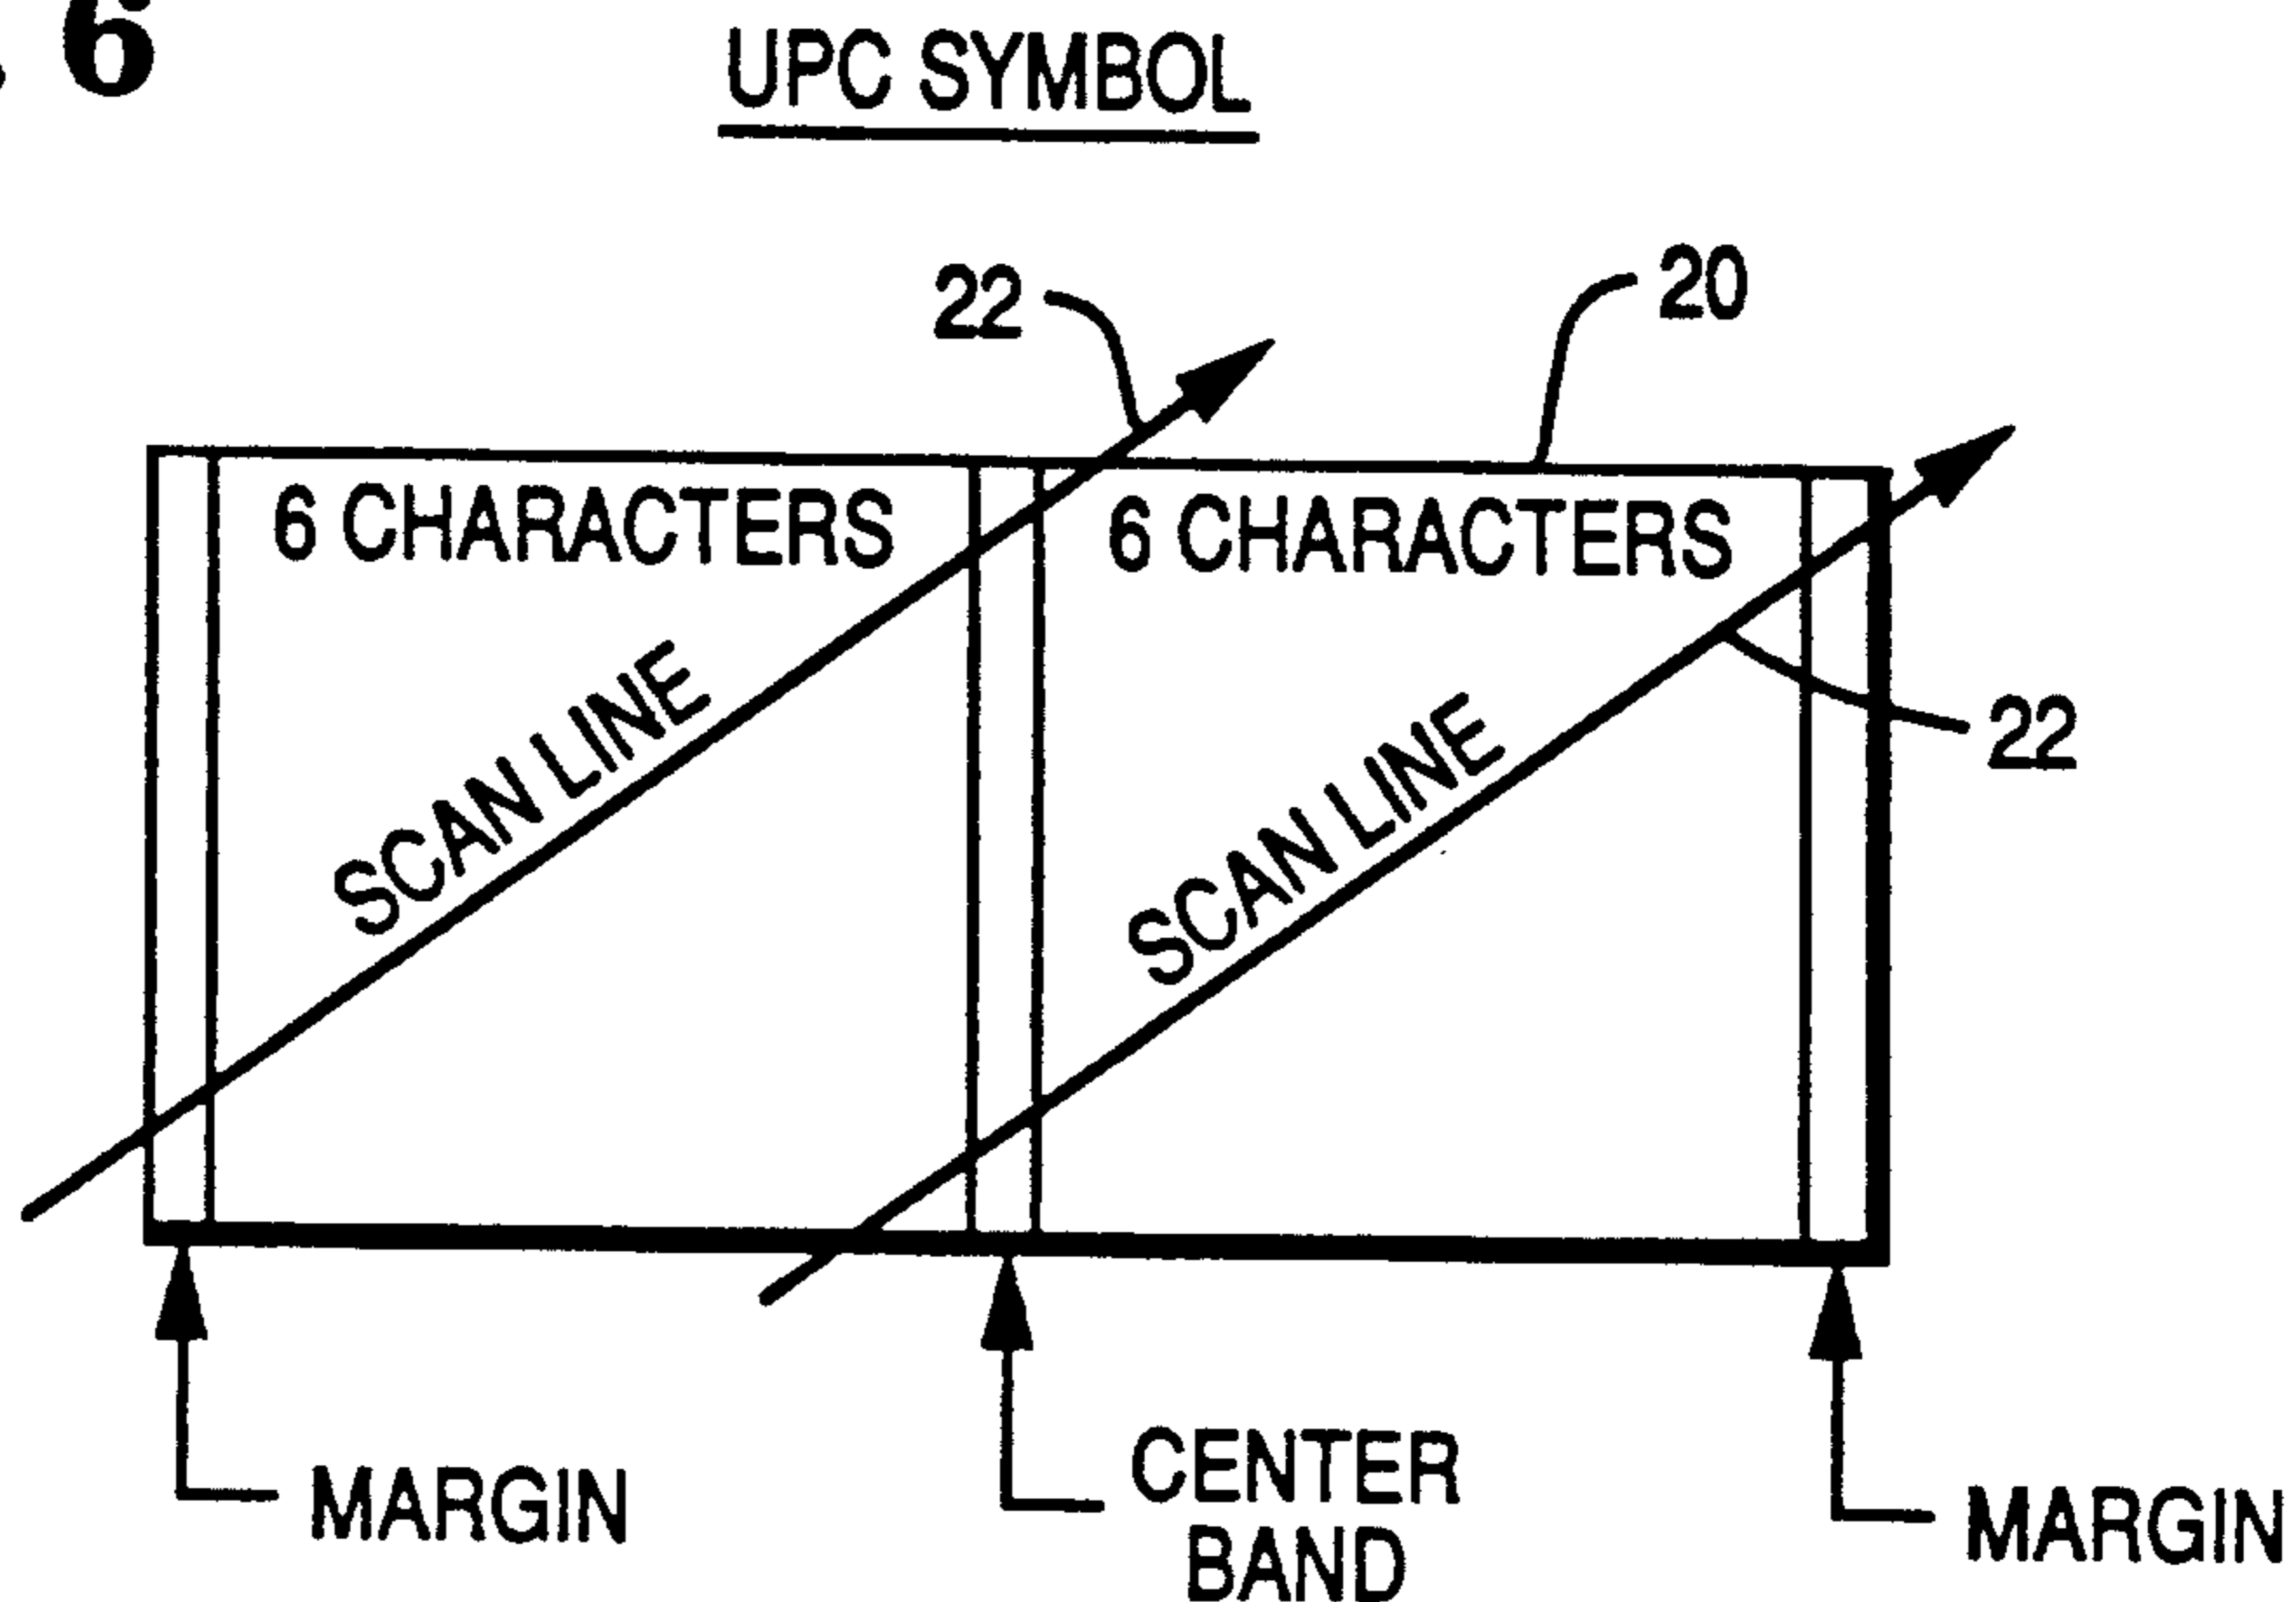 6
UPC SYMBOL
22
20
6 CHARACTERS
6 CHARACTERS
SCAN LINE
SCAN LINE
22
MARGIN
CENTER
BAND
MARGIN